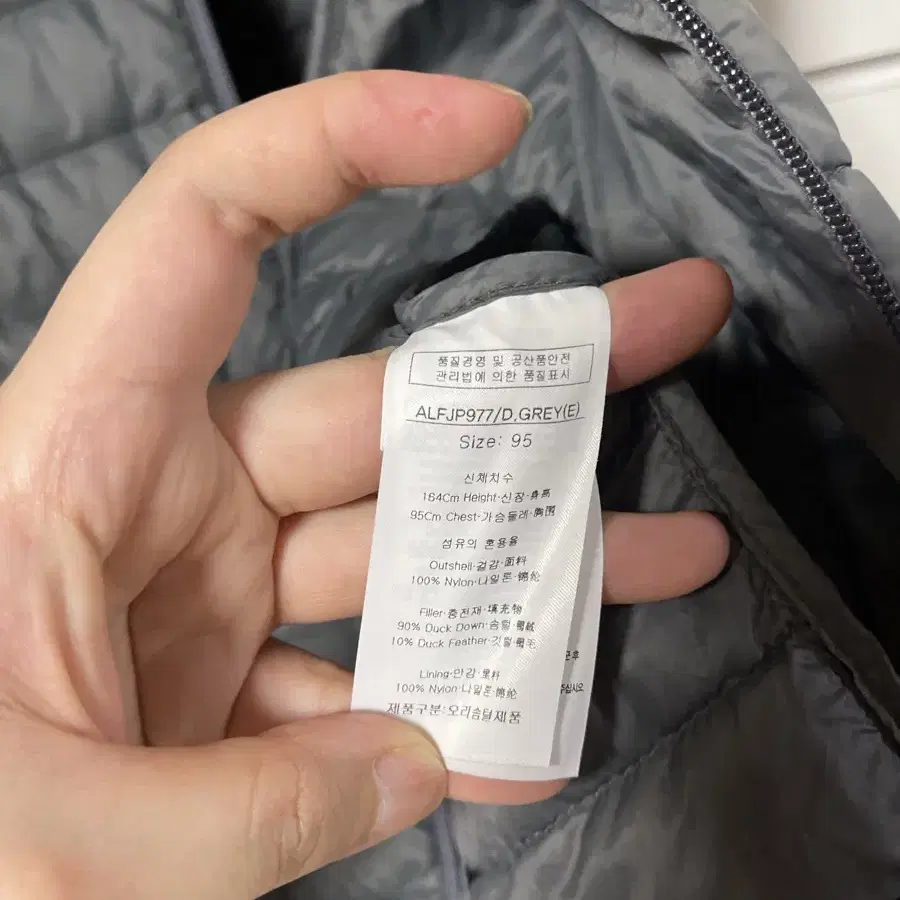 품질경영 및 공산품안전
관리법에 의한 품질표시
ALFJP977/D.GREY(E)
Size: 95
신체치수
164Cm Height·신장·身高
95Cm Chest·가슴둘레·胸围
섬유의 혼용율
Outshell·겉감·面料
100% Nylon·나일론·锦纶
Filler·충전재·填充物
90% Duck Down·솜털·
10% Duck Feather·깃털·
Lining·안감·里料
100% Nylon·나일론·锦纶
제품구분:오리솜털제품
주십시오